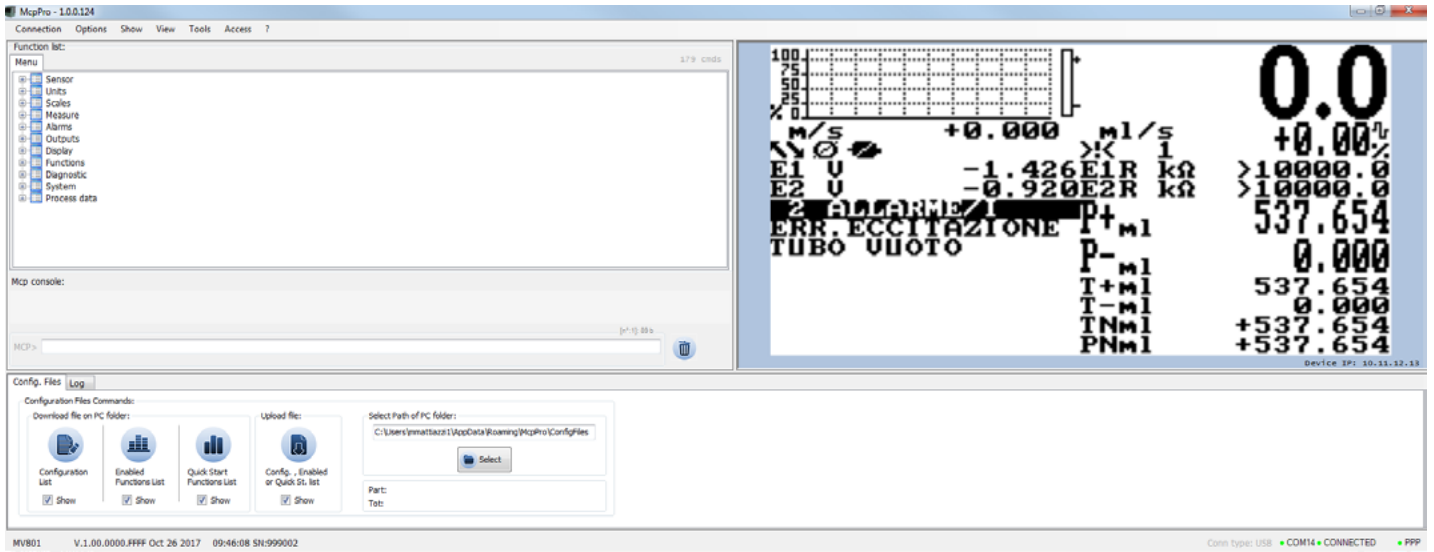 McpPro - 1.0.0.124
Connection Options Show View Tools Access ?
Function list:
Menu
179 cmds
Sensor
Units
Scales
Measure
Alarms
Outputs
Display
Functions
Diagnostic
System
Process data
Mcp console:
MCP>
100
75
50
25
% 0
+
-
0.0
m/s +0.000 ml/s +0.00%
>!< 1
E1 V -1.426 E1R kΩ >10000.0
E2 V -0.920 E2R kΩ >10000.0
2 ALLARME/I
ERR.ECCITAZIONE
TUBO VUOTO
P+ml 537.654
P-ml 0.000
T+ml 537.654
T-ml 0.000
TNml +537.654
PNml +537.654
Device IP: 10.11.12.13
Config. Files Log
Configuration Files Commands:
Download file on PC folder:
Configuration List
Enabled Functions List
Quick Start Functions List
Show Show Show
Upload file:
Config. , Enabled or Quick St. list
Show
Select Path of PC folder:
C:\Users\mmattiazzi1\AppData\Roaming\McpPro\ConfigFiles
Select
Part:
Tot:
MV801 V.1.00.0000.FFFF Oct 26 2017 09:46:08 SN:999002
Conn type: USB COM14 CONNECTED PPP